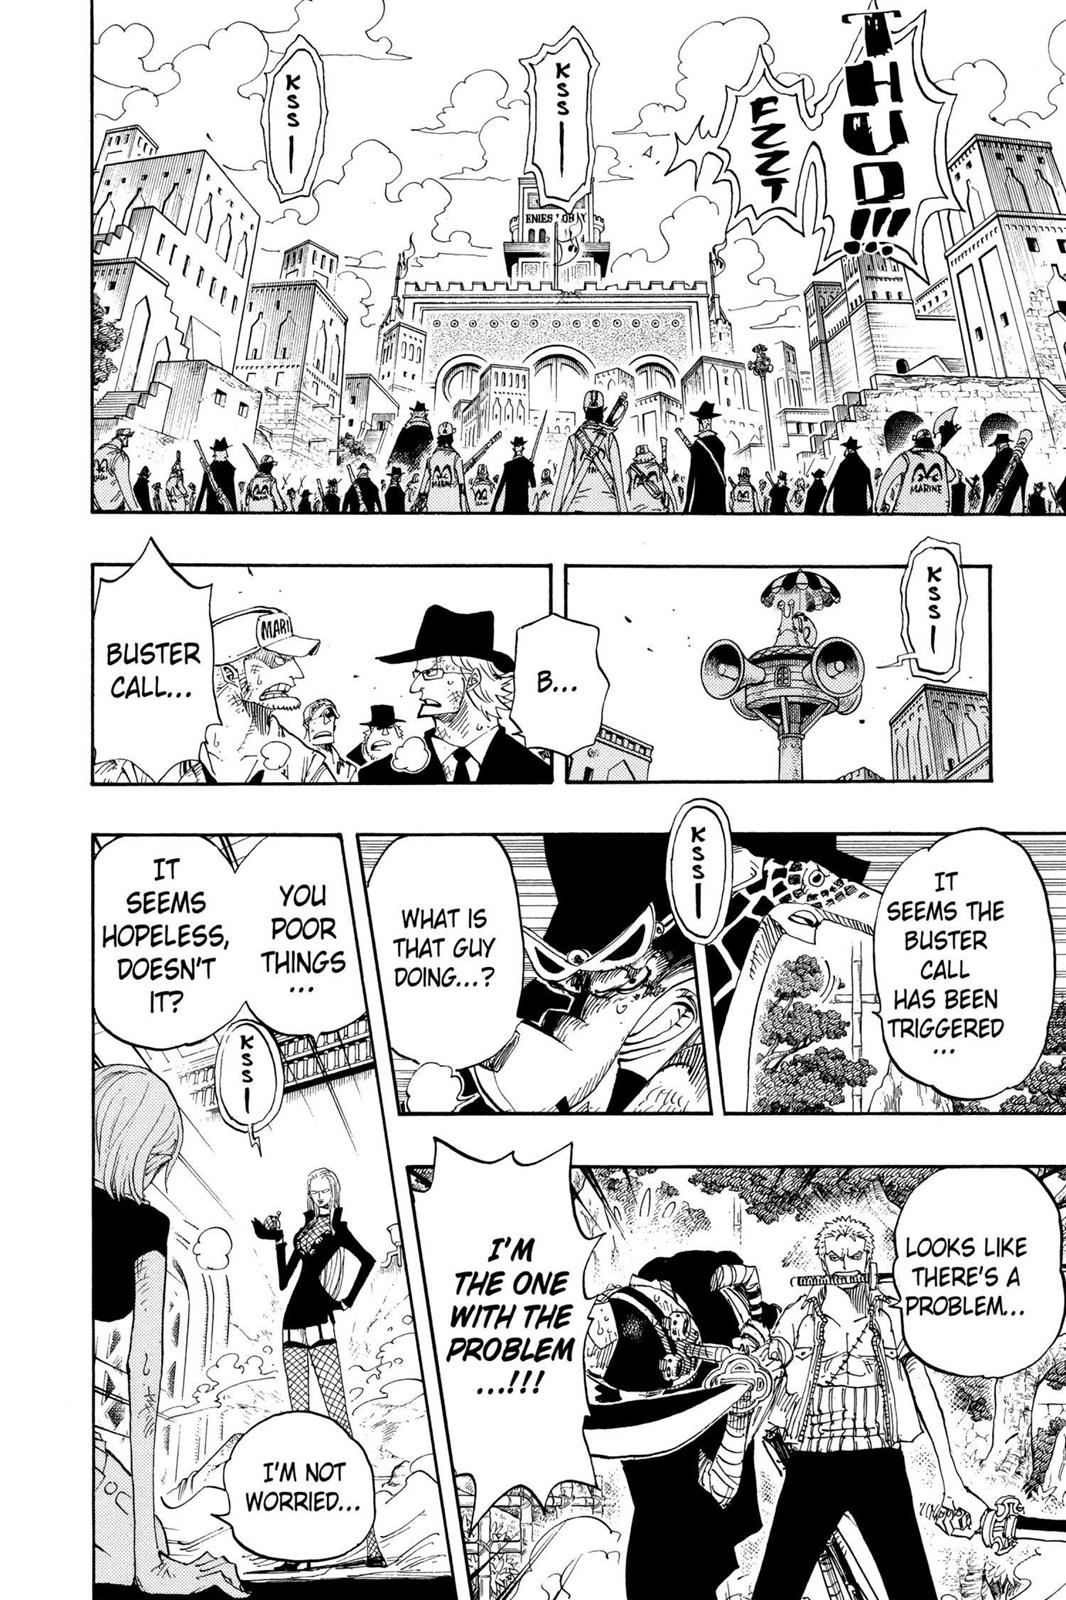 THUD!!!
FZZT
KSS—
KSS—
ENIES LOBBY
MARINE
MARINE
KSS—
B...
MARI
BUSTER
CALL...
IT
SEEMS THE
BUSTER
CALL
HAS BEEN
TRIGGERED
...
KSS—
WHAT IS
THAT GUY
DOING...?
YOU
POOR
THINGS
...
IT
SEEMS
HOPELESS,
DOESN'T
IT?
KSS—
I'M NOT
WORRIED...
LOOKS LIKE
THERE'S A
PROBLEM...
I'M
THE ONE
WITH THE
PROBLEM
...!!!